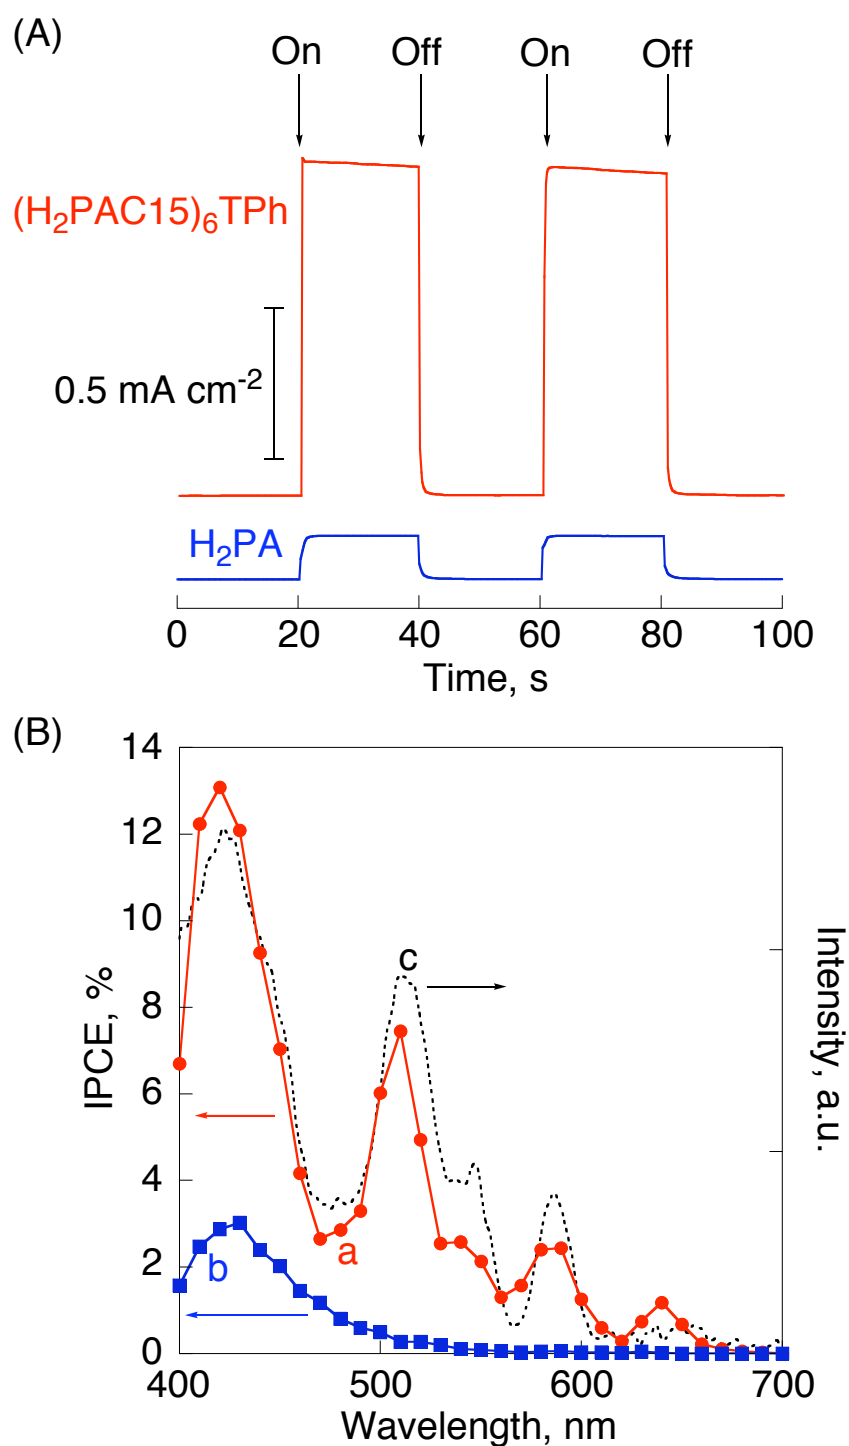 (A)
On Off On Off
(H₂PAC15)₆TPh
0.5 mA cm⁻²
H₂PA
0 20 40 60 80 100
Time, s
(B)
14
12
10
8
6
4
2
0
IPCE, %
Intensity, a.u.
c
a
b
400 500 600 700
Wavelength, nm